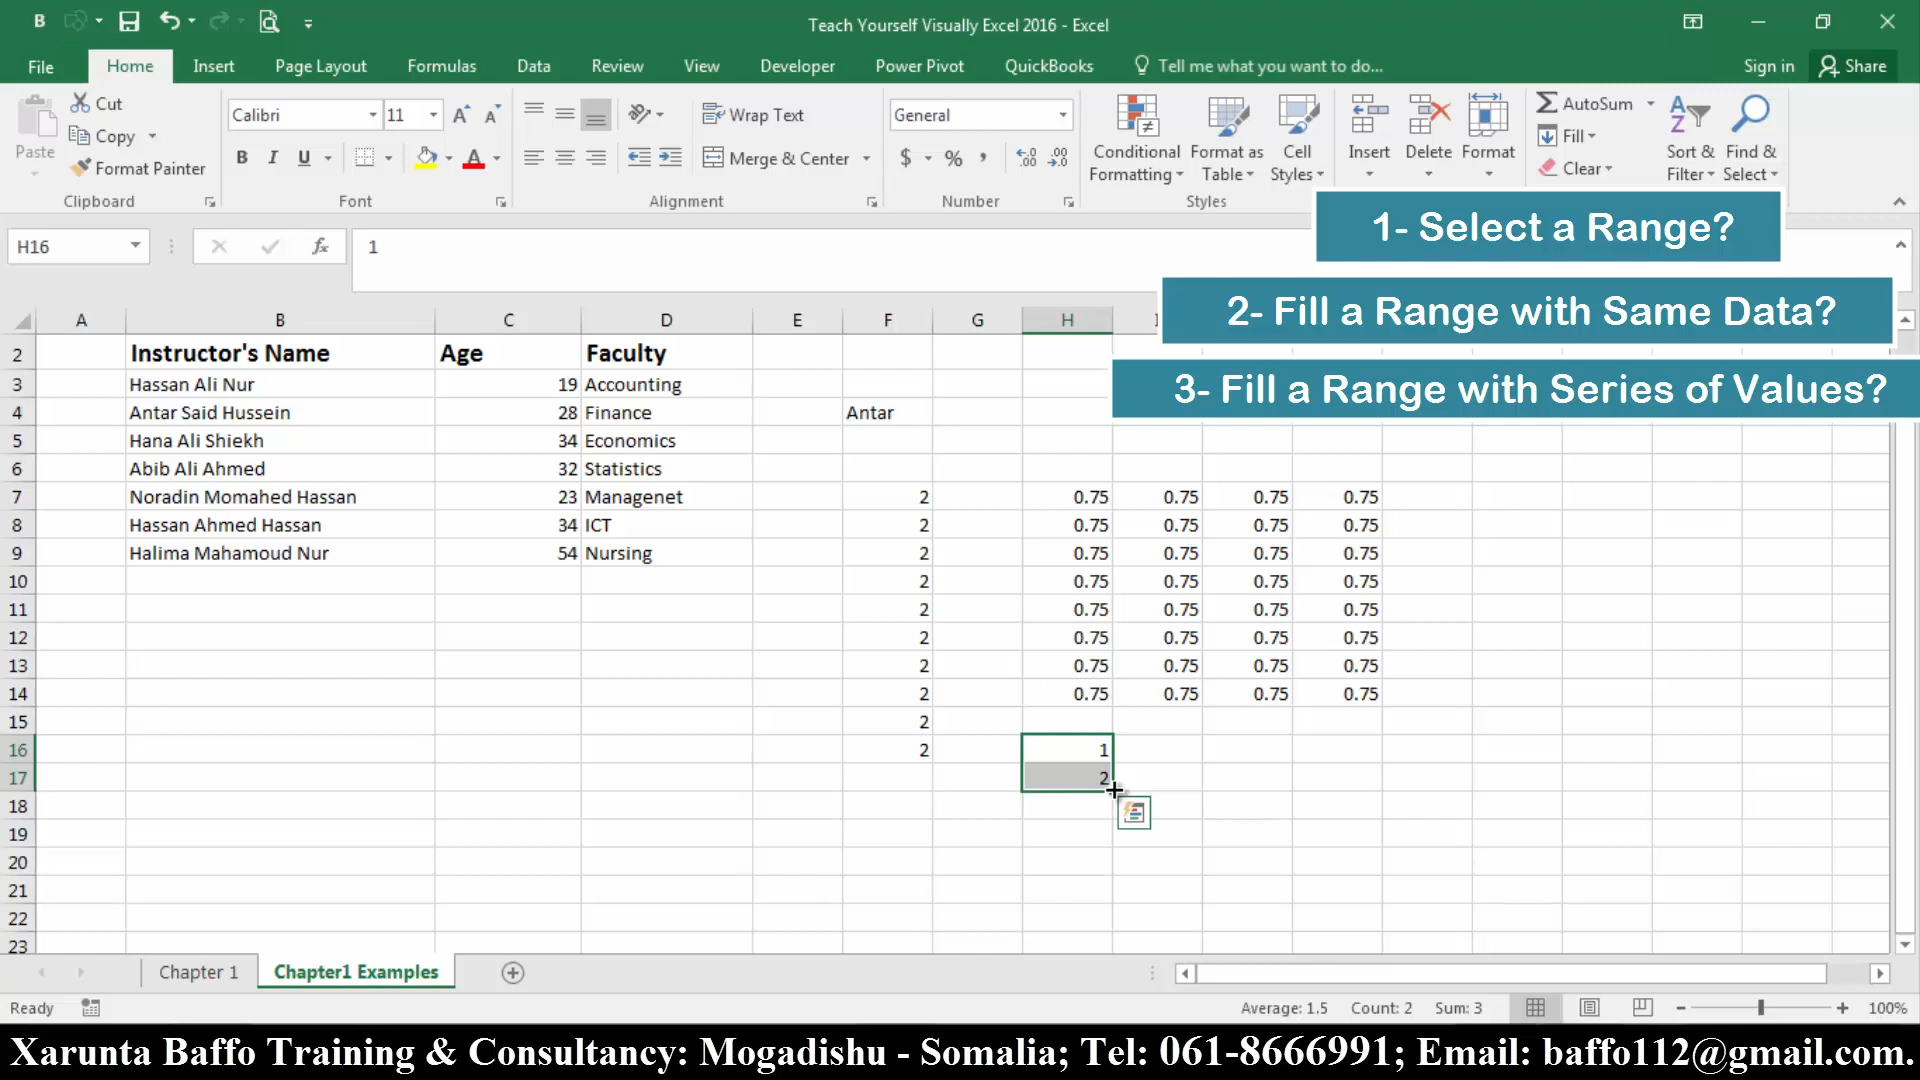 B
Teach Yourself Visually Excel 2016 - Excel
File Home Insert Page Layout Formulas Data Review View Developer Power Pivot QuickBooks Tell me what you want to do... Sign in Share
Paste Cut Copy Format Painter
Clipboard
Calibri 11
B I U
Font
Wrap Text
Merge & Center
Alignment
General
$ % ,
Number
Conditional Formatting Format as Table Cell Styles
Styles
Insert Delete Format
AutoSum
Fill
Clear
Sort & Filter Find & Select
1- Select a Range?
2- Fill a Range with Same Data?
3- Fill a Range with Series of Values?
H16 fx 1
A B C D E F G H
2 Instructor's Name Age Faculty
3 Hassan Ali Nur 19 Accounting
4 Antar Said Hussein 28 Finance Antar
5 Hana Ali Shiekh 34 Economics
6 Abib Ali Ahmed 32 Statistics
7 Noradin Momahed Hassan 23 Managenet 2 0.75 0.75 0.75 0.75
8 Hassan Ahmed Hassan 34 ICT 2 0.75 0.75 0.75 0.75
9 Halima Mahamoud Nur 54 Nursing 2 0.75 0.75 0.75 0.75
10 2 0.75 0.75 0.75 0.75
11 2 0.75 0.75 0.75 0.75
12 2 0.75 0.75 0.75 0.75
13 2 0.75 0.75 0.75 0.75
14 2 0.75 0.75 0.75 0.75
15 2
16 2 1
17 2
18
19
20
21
22
23
Chapter 1 Chapter1 Examples
Ready Average: 1.5 Count: 2 Sum: 3 100%
Xarunta Baffo Training & Consultancy: Mogadishu - Somalia; Tel: 061-8666991; Email: baffo112@gmail.com.